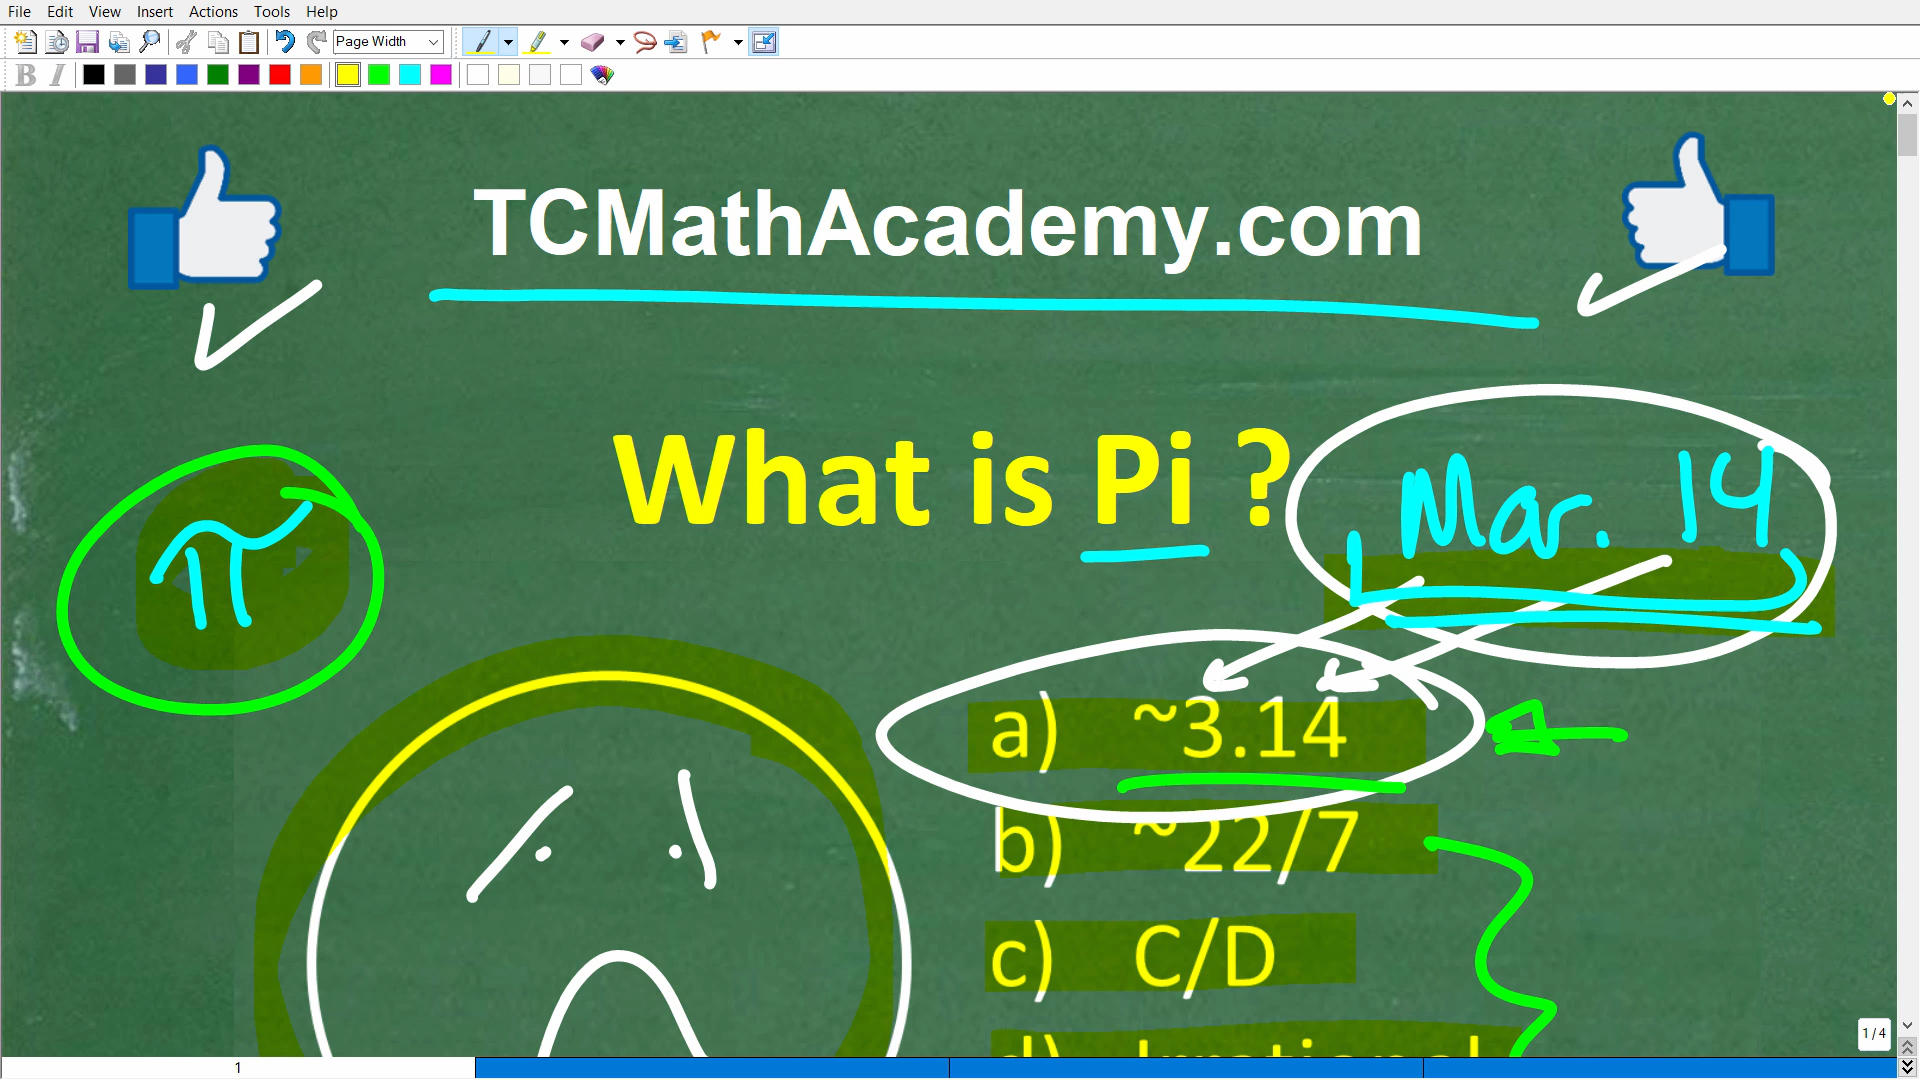 File Edit View Insert Actions Tools Help
Page Width
B I
TCMathAcademy.com
What is Pi ?
Mar. 14
π
a) ~3.14
b) ~22/7
c) C/D
d) Irrational
1 / 4
1